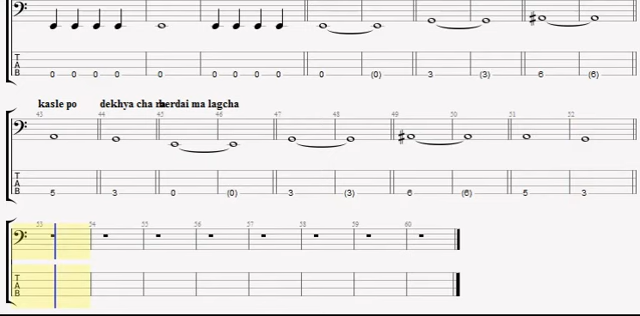 T
A
B
0 0 0 0 0 0 0 0 0 0 (0) 3 (3) 6 (6)
kasle po dekhya cha herdai ma lagcha
43 44 45 46 47 48 49 50 51 52
T
A
B
5 3 0 (0) 3 (3) 6 (6) 5 3
53 54 55 56 57 58 59 60
T
A
B